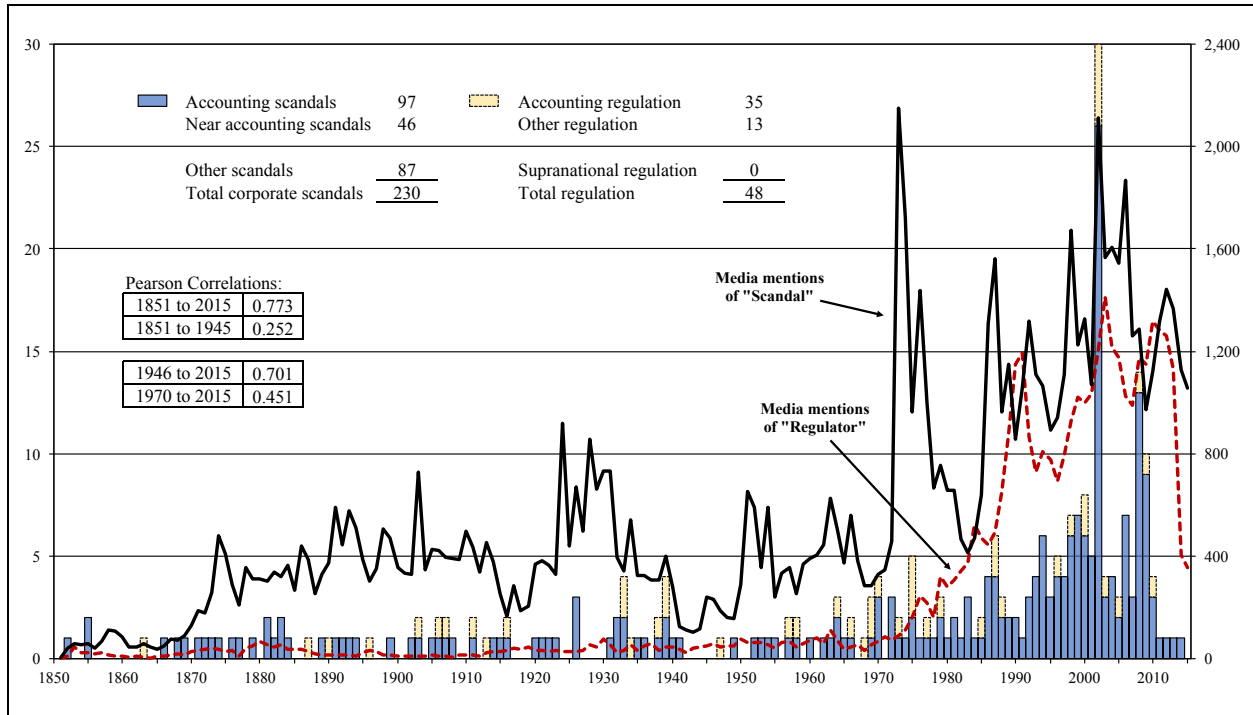 30 2,400
Accounting scandals 97 Accounting regulation 35
Near accounting scandals 46 Other regulation 13
25 2,000
Other scandals 87 Supranational regulation 0
Total corporate scandals 230 Total regulation 48
20 1,600
Pearson Correlations:
1851 to 2015 0.773
1851 to 1945 0.252
Media mentions
of "Scandal"
15 1,200
1946 to 2015 0.701
1970 to 2015 0.451
Media mentions
of "Regulator"
10 800
5 400
0 0
1850 1860 1870 1880 1890 1900 1910 1920 1930 1940 1950 1960 1970 1980 1990 2000 2010